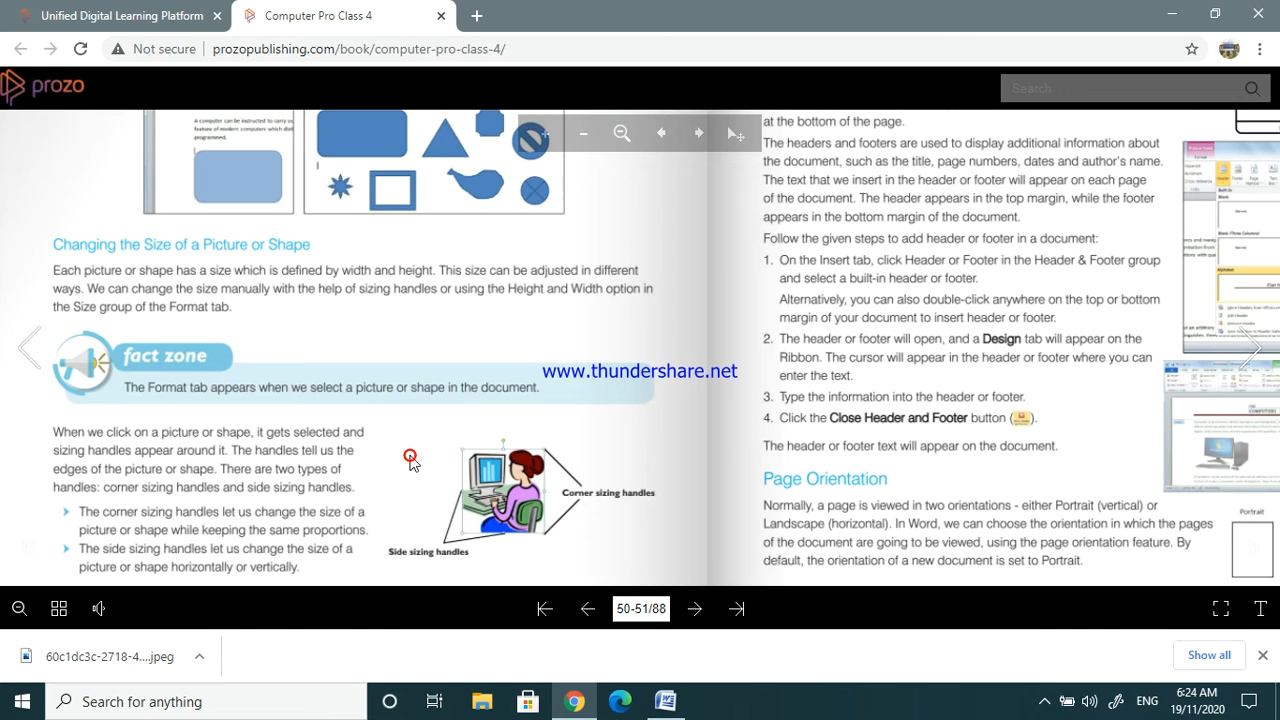 Unified Digital Learning Platform
Computer Pro Class 4
Not secure
prozopublishing.com/book/computer-pro-class-4/
prozo
Search
A computer can be instructed to carry ou
feature of modern computers which disti
programmed.
Changing the Size of a Picture or Shape
Each picture or shape has a size which is defined by width and height. This size can be adjusted in different
ways. We can change the size manually with the help of sizing handles or using the Height and Width option in
the Size group of the Format tab.
fact zone
The Format tab appears when we select a picture or shape in the document.
www.thundershare.net
When we click on a picture or shape, it gets selected and
sizing handles appear around it. The handles tell us the
edges of the picture or shape. There are two types of
handles: corner sizing handles and side sizing handles.
The corner sizing handles let us change the size of a
picture or shape while keeping the same proportions.
The side sizing handles let us change the size of a
picture or shape horizontally or vertically.
Corner sizing handles
Side sizing handles
at the bottom of the page.
The headers and footers are used to display additional information about
the document, such as the title, page numbers, dates and author's name.
The text that we insert in the header or footer will appear on each page
of the document. The header appears in the top margin, while the footer
appears in the bottom margin of the document.
Follow the given steps to add header or footer in a document:
1. On the Insert tab, click Header or Footer in the Header & Footer group
and select a built-in header or footer.
Alternatively, you can also double-click anywhere on the top or bottom
margin of your document to insert header or footer.
2. The header or footer will open, and a Design tab will appear on the
Ribbon. The cursor will appear in the header or footer where you can
enter the text.
3. Type the information into the header or footer.
4. Click the Close Header and Footer button ( ).
The header or footer text will appear on the document.
Page Orientation
Normally, a page is viewed in two orientations - either Portrait (vertical) or
Landscape (horizontal). In Word, we can choose the orientation in which the pages
of the document are going to be viewed, using the page orientation feature. By
default, the orientation of a new document is set to Portrait.
Portrait
50-51/88
60c1dc3c-2718-4....jpeg
Show all
Search for anything
ENG
6:24 AM
19/11/2020